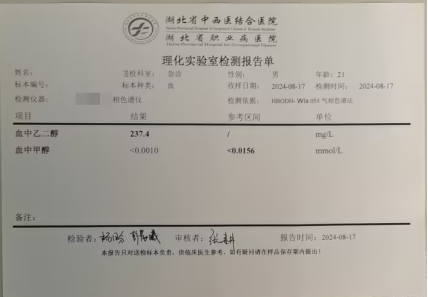 湖北省中西医结合医院
湖北省职业病医院
理化实验室检测报告单
姓名： 送检科室： 急诊 性别： 男 年龄：21
标本编号： 标本种类： 血 收样日期： 2024-08-17 检测时间： 2024-08-17
检测仪器： 相色谱仪 检测依据： 气相色谱法
项目 结果 参考区间 单位
血中乙二醇 237.4 / mg/L
血中甲醇 <0.0010 <0.0156 mmol/L
备注：
检验者： 审核者： 报告时间：2024-08-17
本报告只对送检标本负责，供临床医生参考，如有疑问请在样品保存期内提出！